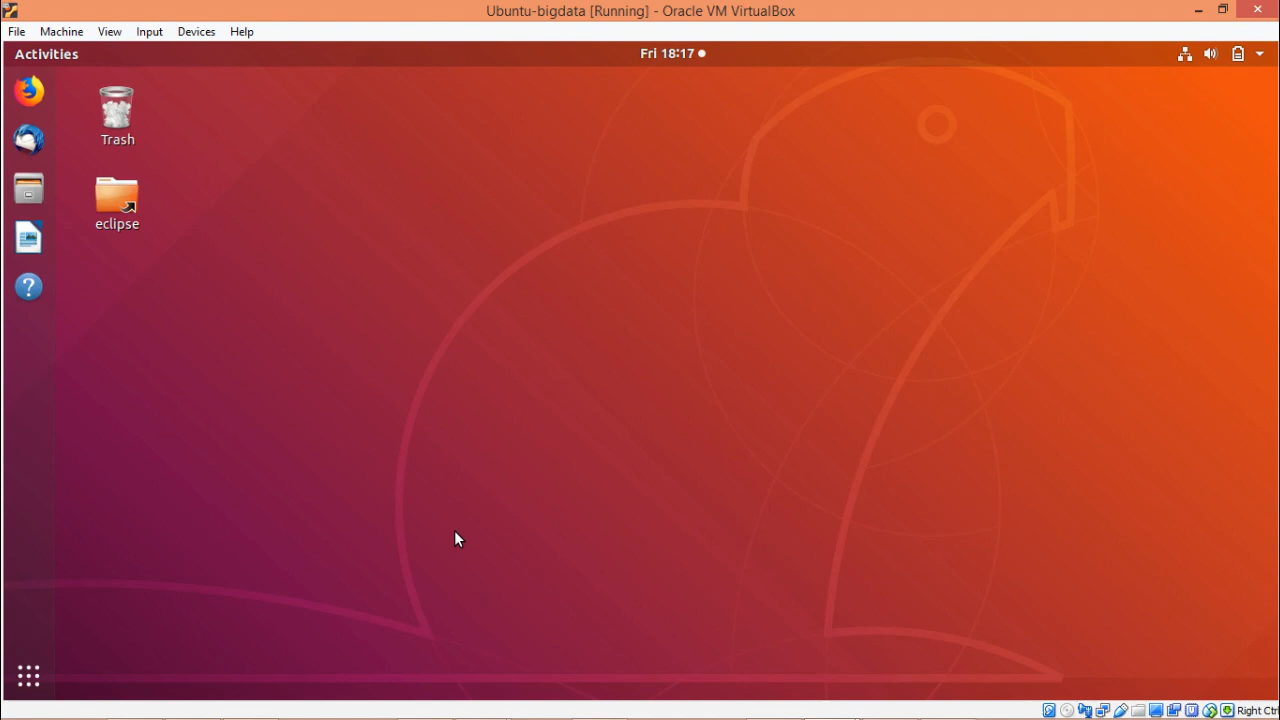 Ubuntu-bigdata [Running] - Oracle VM VirtualBox
File Machine View Input Devices Help
Activities
Fri 18:17
Trash
eclipse
?
Right Ctr